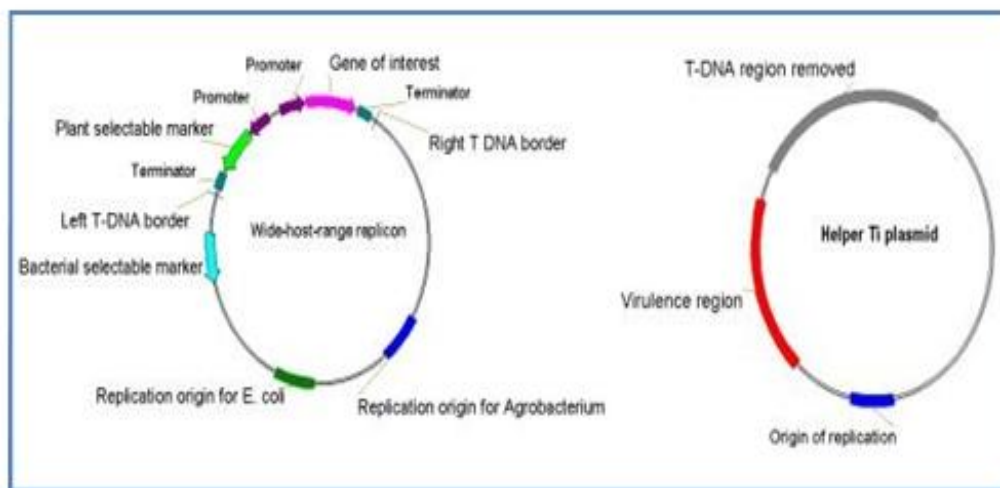 Promoter
Gene of interest
Promoter
Terminator
Plant selectable marker
Right T DNA border
Terminator
Left T-DNA border
Wide-host-range replicon
Bacterial selectable marker
Replication origin for E. coli
Replication origin for Agrobacterium
T-DNA region removed
Helper Ti plasmid
Virulence region
Origin of replication